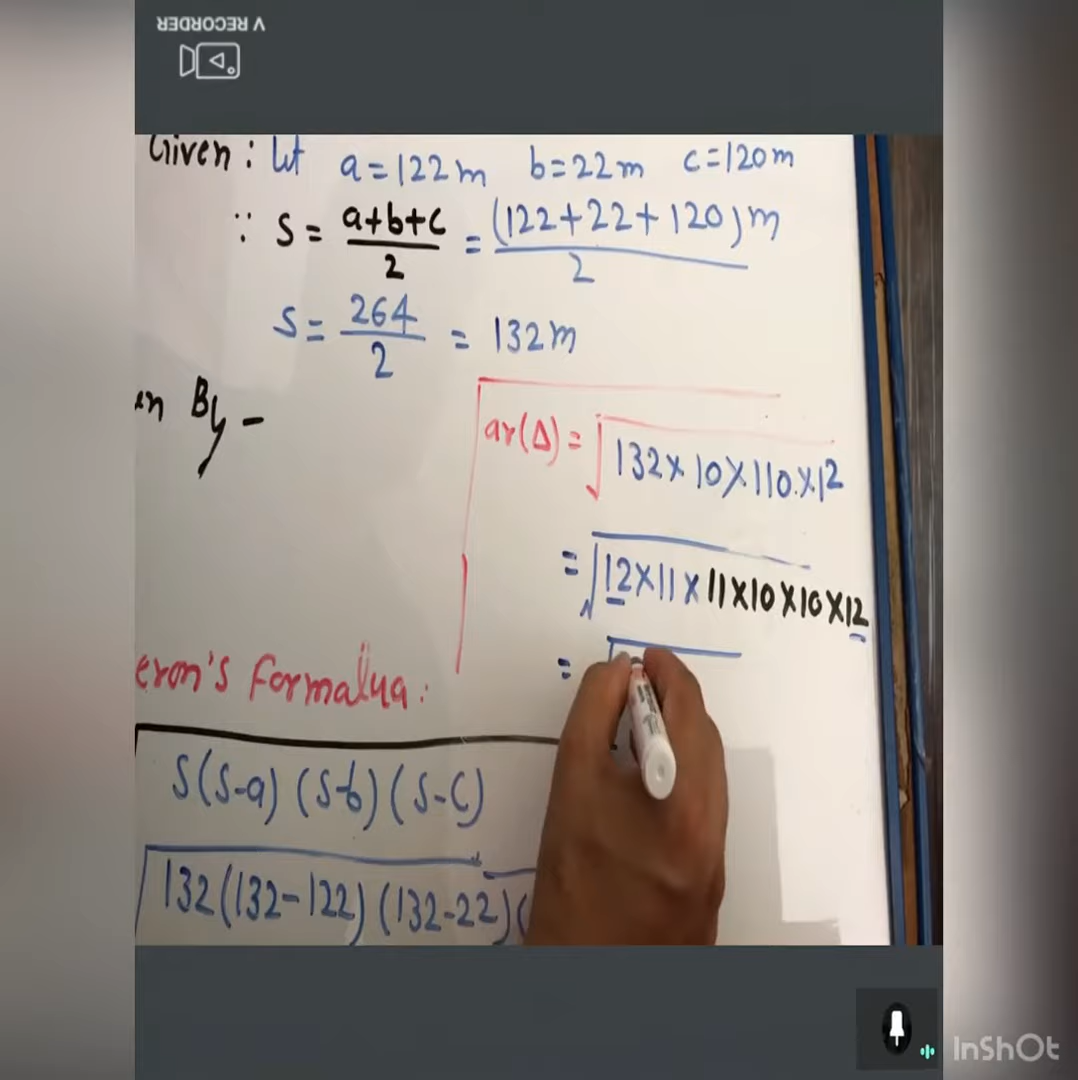 V RECORDER
Given : let a = 122 m b = 22 m c = 120 m
∵ S = a+b+c / 2 = (122 + 22 + 120) m / 2
S = 264 / 2 = 132 m
By -
ar(Δ) = √132 × 10 × 110 × 12
= √12 × 11 × 11 × 10 × 10 × 12
=
eron's Formalua :
S(S-a) (S-b) (S-c)
132 (132-122) (132-22) (
InShOt